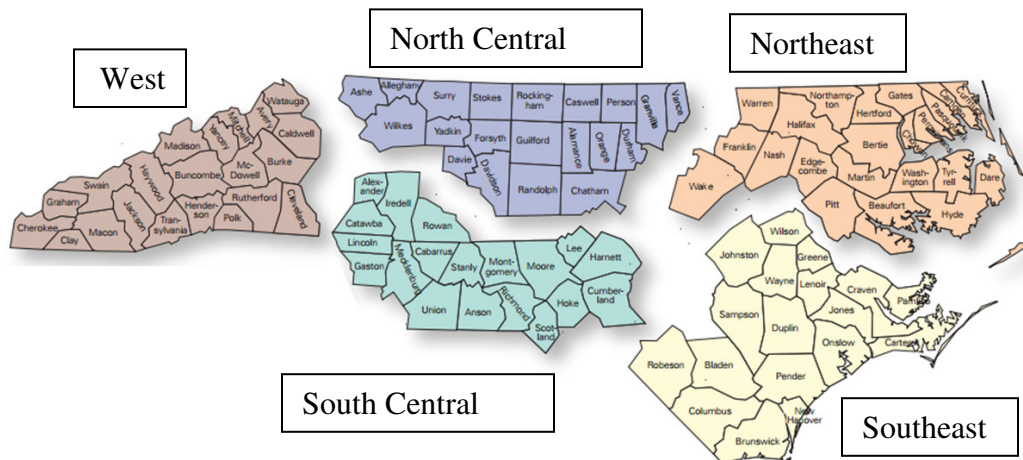 West
North Central
Northeast
South Central
Southeast
Watauga
Avery
Mitchell
Yancey
Caldwell
Madison
Burke
Mc-
Dowell
Buncombe
Haywood
Swain
Rutherford
Cleveland
Graham
Hender-
son
Polk
Jackson
Tran-
sylvania
Cherokee
Macon
Clay
Ashe
Alleghany
Surry
Stokes
Rocking-
ham
Caswell
Person
Granville
Vance
Wilkes
Yadkin
Forsyth
Guilford
Alamance
Orange
Durham
Davie
Davidson
Randolph
Chatham
Warren
Northamp-
ton
Gates
Hertford
Halifax
Franklin
Nash
Bertie
Edge-
combe
Martin
Wash-
ington
Tyr-
rell
Dare
Wake
Pitt
Beaufort
Hyde
Alex-
ander
Iredell
Catawba
Rowan
Lincoln
Gaston
Mecklenburg
Cabarrus
Stanly
Mont-
gomery
Moore
Lee
Harnett
Union
Anson
Richmond
Hoke
Cumber-
land
Scot-
land
Wilson
Johnston
Greene
Wayne
Lenoir
Craven
Sampson
Jones
Duplin
Onslow
Robeson
Bladen
Pender
Columbus
New
Hanover
Brunswick